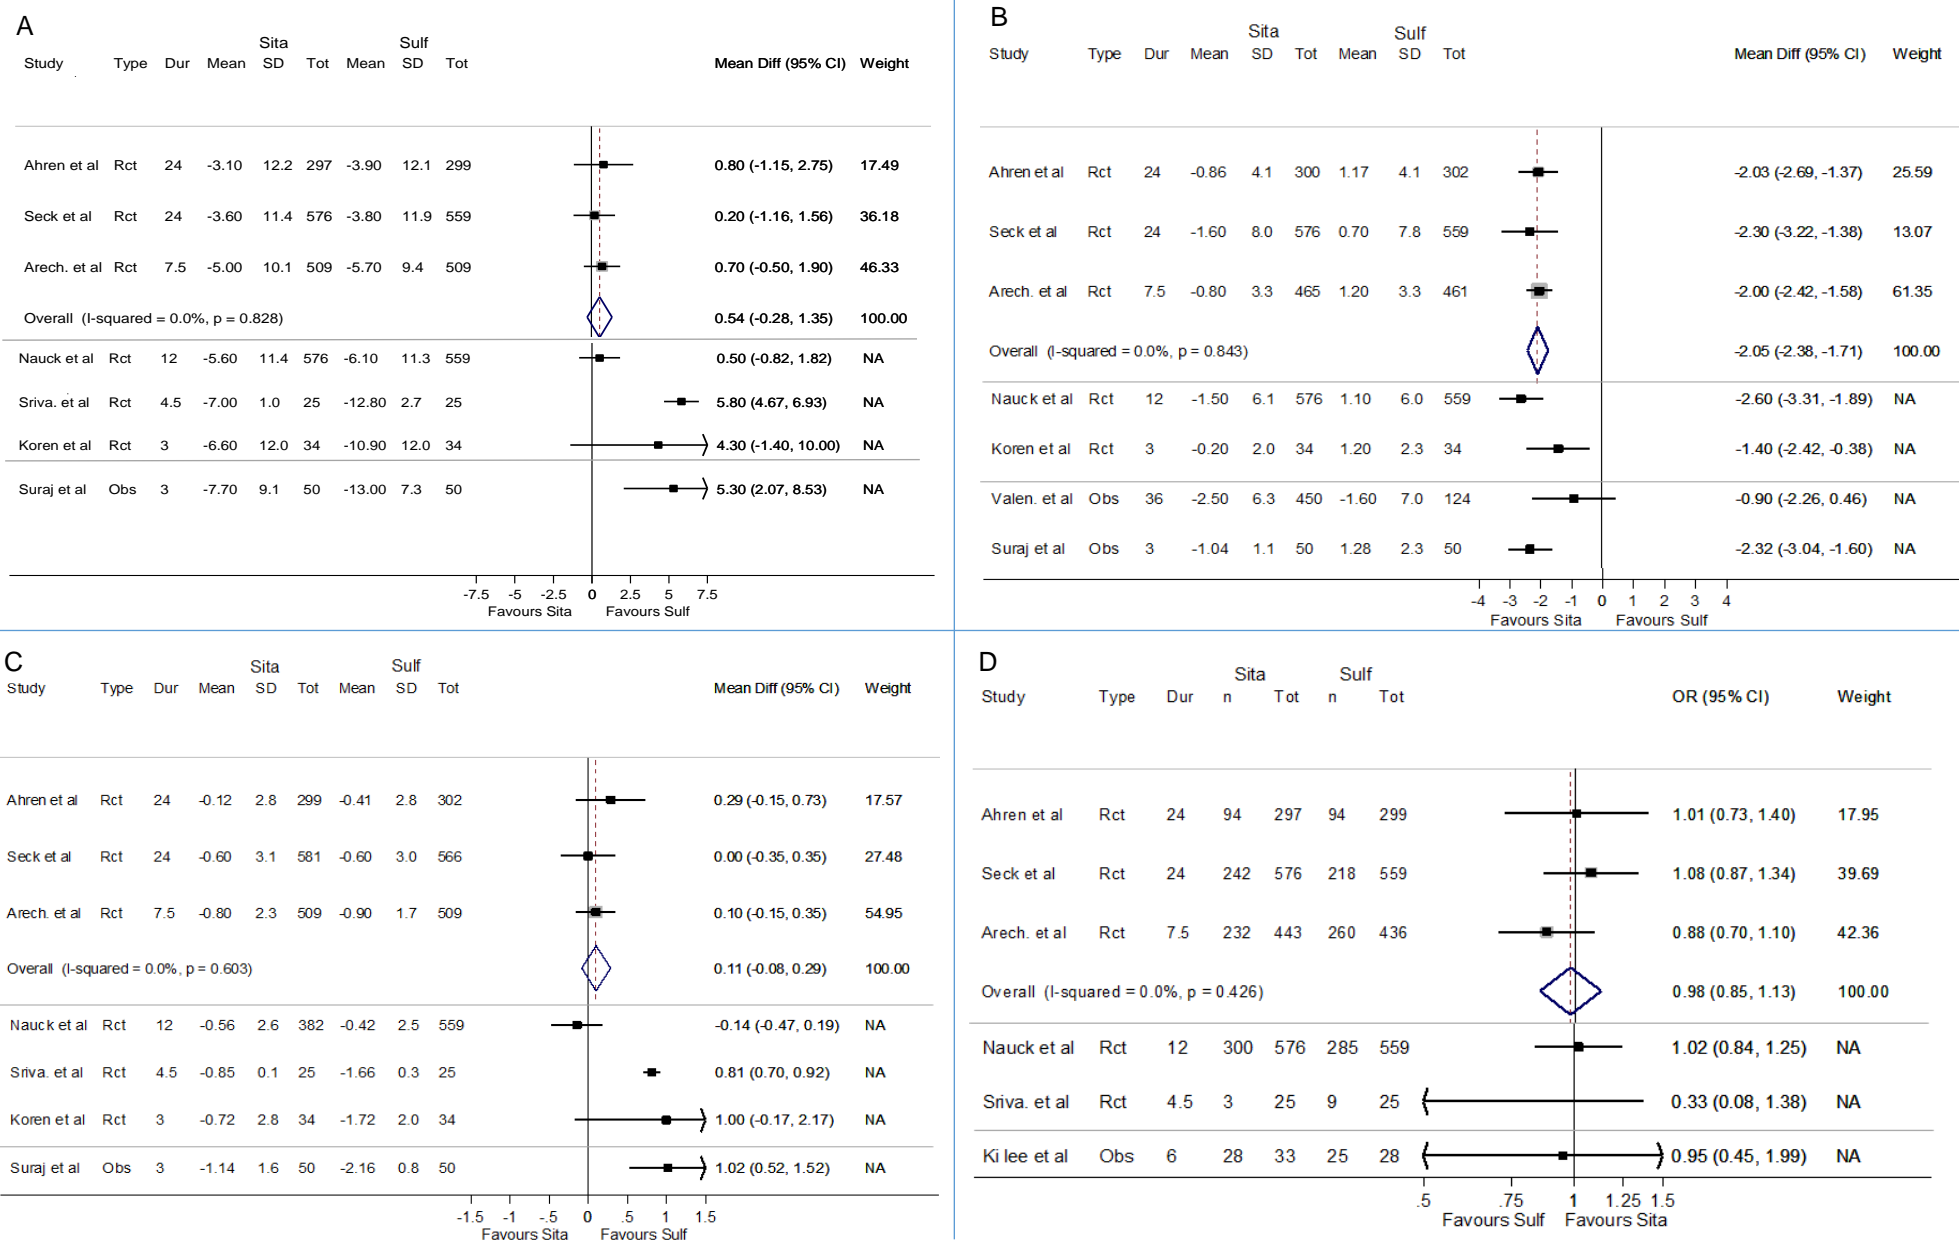 A
Sita Sulf
Study Type Dur Mean SD Tot Mean SD Tot Mean Diff (95% CI) Weight
Ahren et al Rct 24 -3.10 12.2 297 -3.90 12.1 299 0.80 (-1.15, 2.75) 17.49
Seck et al Rct 24 -3.60 11.4 576 -3.80 11.9 559 0.20 (-1.16, 1.56) 36.18
Arech. et al Rct 7.5 -5.00 10.1 509 -5.70 9.4 509 0.70 (-0.50, 1.90) 46.33
Overall (I-squared = 0.0%, p = 0.828) 0.54 (-0.28, 1.35) 100.00
Nauck et al Rct 12 -5.60 11.4 576 -6.10 11.3 559 0.50 (-0.82, 1.82) NA
Sriva. et al Rct 4.5 -7.00 1.0 25 -12.80 2.7 25 5.80 (4.67, 6.93) NA
Koren et al Rct 3 -6.60 12.0 34 -10.90 12.0 34 4.30 (-1.40, 10.00) NA
Suraj et al Obs 3 -7.70 9.1 50 -13.00 7.3 50 5.30 (2.07, 8.53) NA
-7.5 -5 -2.5 0 2.5 5 7.5
Favours Sita Favours Sulf
B
Sita Sulf
Study Type Dur Mean SD Tot Mean SD Tot Mean Diff (95% CI) Weight
Ahren et al Rct 24 -0.86 4.1 300 1.17 4.1 302 -2.03 (-2.69, -1.37) 25.59
Seck et al Rct 24 -1.60 8.0 576 0.70 7.8 559 -2.30 (-3.22, -1.38) 13.07
Arech. et al Rct 7.5 -0.80 3.3 465 1.20 3.3 461 -2.00 (-2.42, -1.58) 61.35
Overall (I-squared = 0.0%, p = 0.843) -2.05 (-2.38, -1.71) 100.00
Nauck et al Rct 12 -1.50 6.1 576 1.10 6.0 559 -2.60 (-3.31, -1.89) NA
Koren et al Rct 3 -0.20 2.0 34 1.20 2.3 34 -1.40 (-2.42, -0.38) NA
Valen. et al Obs 36 -2.50 6.3 450 -1.60 7.0 124 -0.90 (-2.26, 0.46) NA
Suraj et al Obs 3 -1.04 1.1 50 1.28 2.3 50 -2.32 (-3.04, -1.60) NA
-4 -3 -2 -1 0 1 2 3 4
Favours Sita Favours Sulf
C
Sita Sulf
Study Type Dur Mean SD Tot Mean SD Tot Mean Diff (95% CI) Weight
Ahren et al Rct 24 -0.12 2.8 299 -0.41 2.8 302 0.29 (-0.15, 0.73) 17.57
Seck et al Rct 24 -0.60 3.1 581 -0.60 3.0 566 0.00 (-0.35, 0.35) 27.48
Arech. et al Rct 7.5 -0.80 2.3 509 -0.90 1.7 509 0.10 (-0.15, 0.35) 54.95
Overall (I-squared = 0.0%, p = 0.603) 0.11 (-0.08, 0.29) 100.00
Nauck et al Rct 12 -0.56 2.6 382 -0.42 2.5 559 -0.14 (-0.47, 0.19) NA
Sriva. et al Rct 4.5 -0.85 0.1 25 -1.66 0.3 25 0.81 (0.70, 0.92) NA
Koren et al Rct 3 -0.72 2.8 34 -1.72 2.0 34 1.00 (-0.17, 2.17) NA
Suraj et al Obs 3 -1.14 1.6 50 -2.16 0.8 50 1.02 (0.52, 1.52) NA
-1.5 -1 -.5 0 .5 1 1.5
Favours Sita Favours Sulf
D
Sita Sulf
Study Type Dur n Tot n Tot OR (95% CI) Weight
Ahren et al Rct 24 94 297 94 299 1.01 (0.73, 1.40) 17.95
Seck et al Rct 24 242 576 218 559 1.08 (0.87, 1.34) 39.69
Arech. et al Rct 7.5 232 443 260 436 0.88 (0.70, 1.10) 42.36
Overall (I-squared = 0.0%, p = 0.426) 0.98 (0.85, 1.13) 100.00
Nauck et al Rct 12 300 576 285 559 1.02 (0.84, 1.25) NA
Sriva. et al Rct 4.5 3 25 9 25 0.33 (0.08, 1.38) NA
Ki lee et al Obs 6 28 33 25 28 0.95 (0.45, 1.99) NA
.5 .75 1 1.25 1.5
Favours Sulf Favours Sita